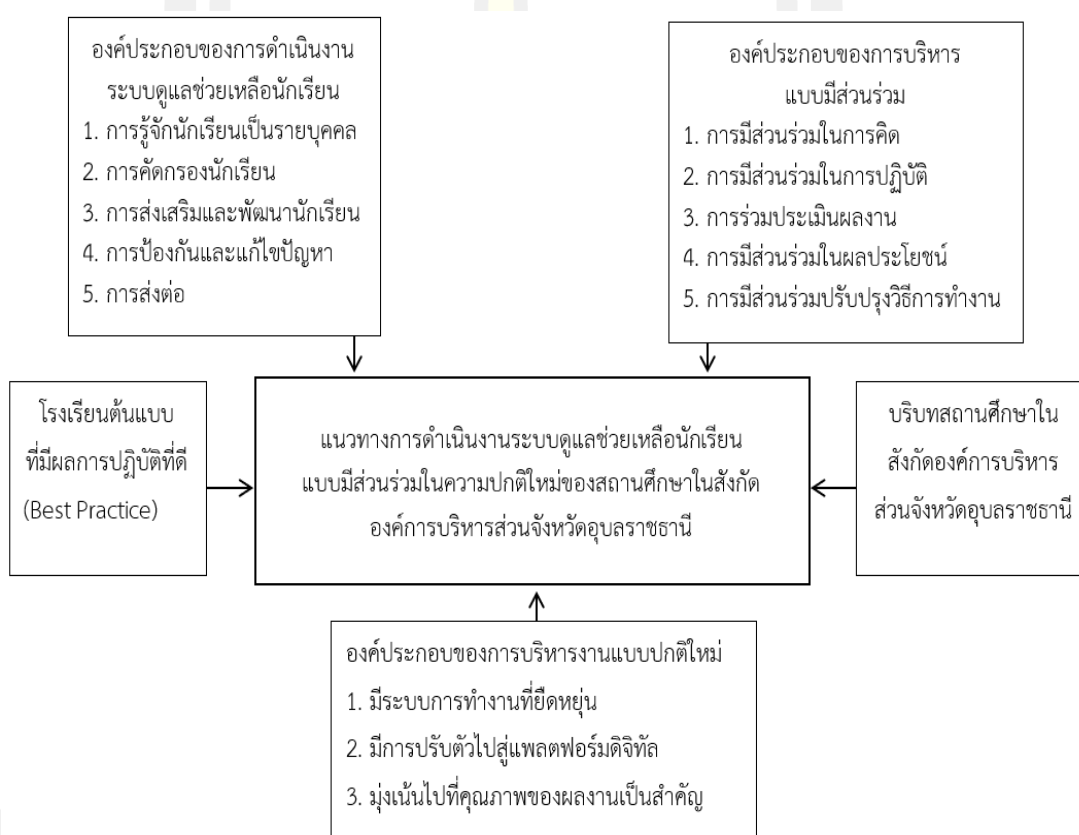 องค์ประกอบของการดำเนินงาน
ระบบดูแลช่วยเหลือนักเรียน
1. การรู้จักนักเรียนเป็นรายบุคคล
2. การคัดกรองนักเรียน
3. การส่งเสริมและพัฒนานักเรียน
4. การป้องกันและแก้ไขปัญหา
5. การส่งต่อ
องค์ประกอบของการบริหาร
แบบมีส่วนร่วม
1. การมีส่วนร่วมในการคิด
2. การมีส่วนร่วมในการปฏิบัติ
3. การร่วมประเมินผลงาน
4. การมีส่วนร่วมในผลประโยชน์
5. การมีส่วนร่วมปรับปรุงวิธีการทำงาน
โรงเรียนต้นแบบ
ที่มีผลการปฏิบัติที่ดี
(Best Practice)
แนวทางการดำเนินงานระบบดูแลช่วยเหลือนักเรียน
แบบมีส่วนร่วมในความปกติใหม่ของสถานศึกษาในสังกัด
องค์การบริหารส่วนจังหวัดอุบลราชธานี
บริบทสถานศึกษาใน
สังกัดองค์การบริหาร
ส่วนจังหวัดอุบลราชธานี
องค์ประกอบของการบริหารงานแบบปกติใหม่
1. มีระบบการทำงานที่ยืดหยุ่น
2. มีการปรับตัวไปสู่แพลตฟอร์มดิจิทัล
3. มุ่งเน้นไปที่คุณภาพของผลงานเป็นสำคัญ